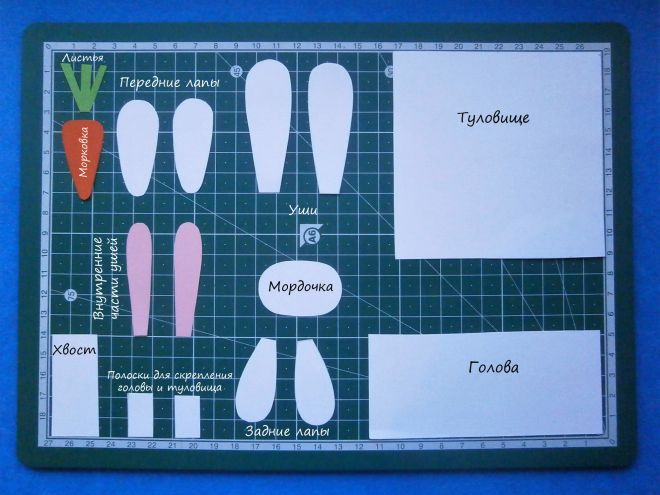 Листья
Передние лапы
Туловище
Морковка
Уши
Внутренние
части ушей
Мордочка
Хвост
Полоски для скрепления
головы и туловища
Голова
Задние лапы
A6